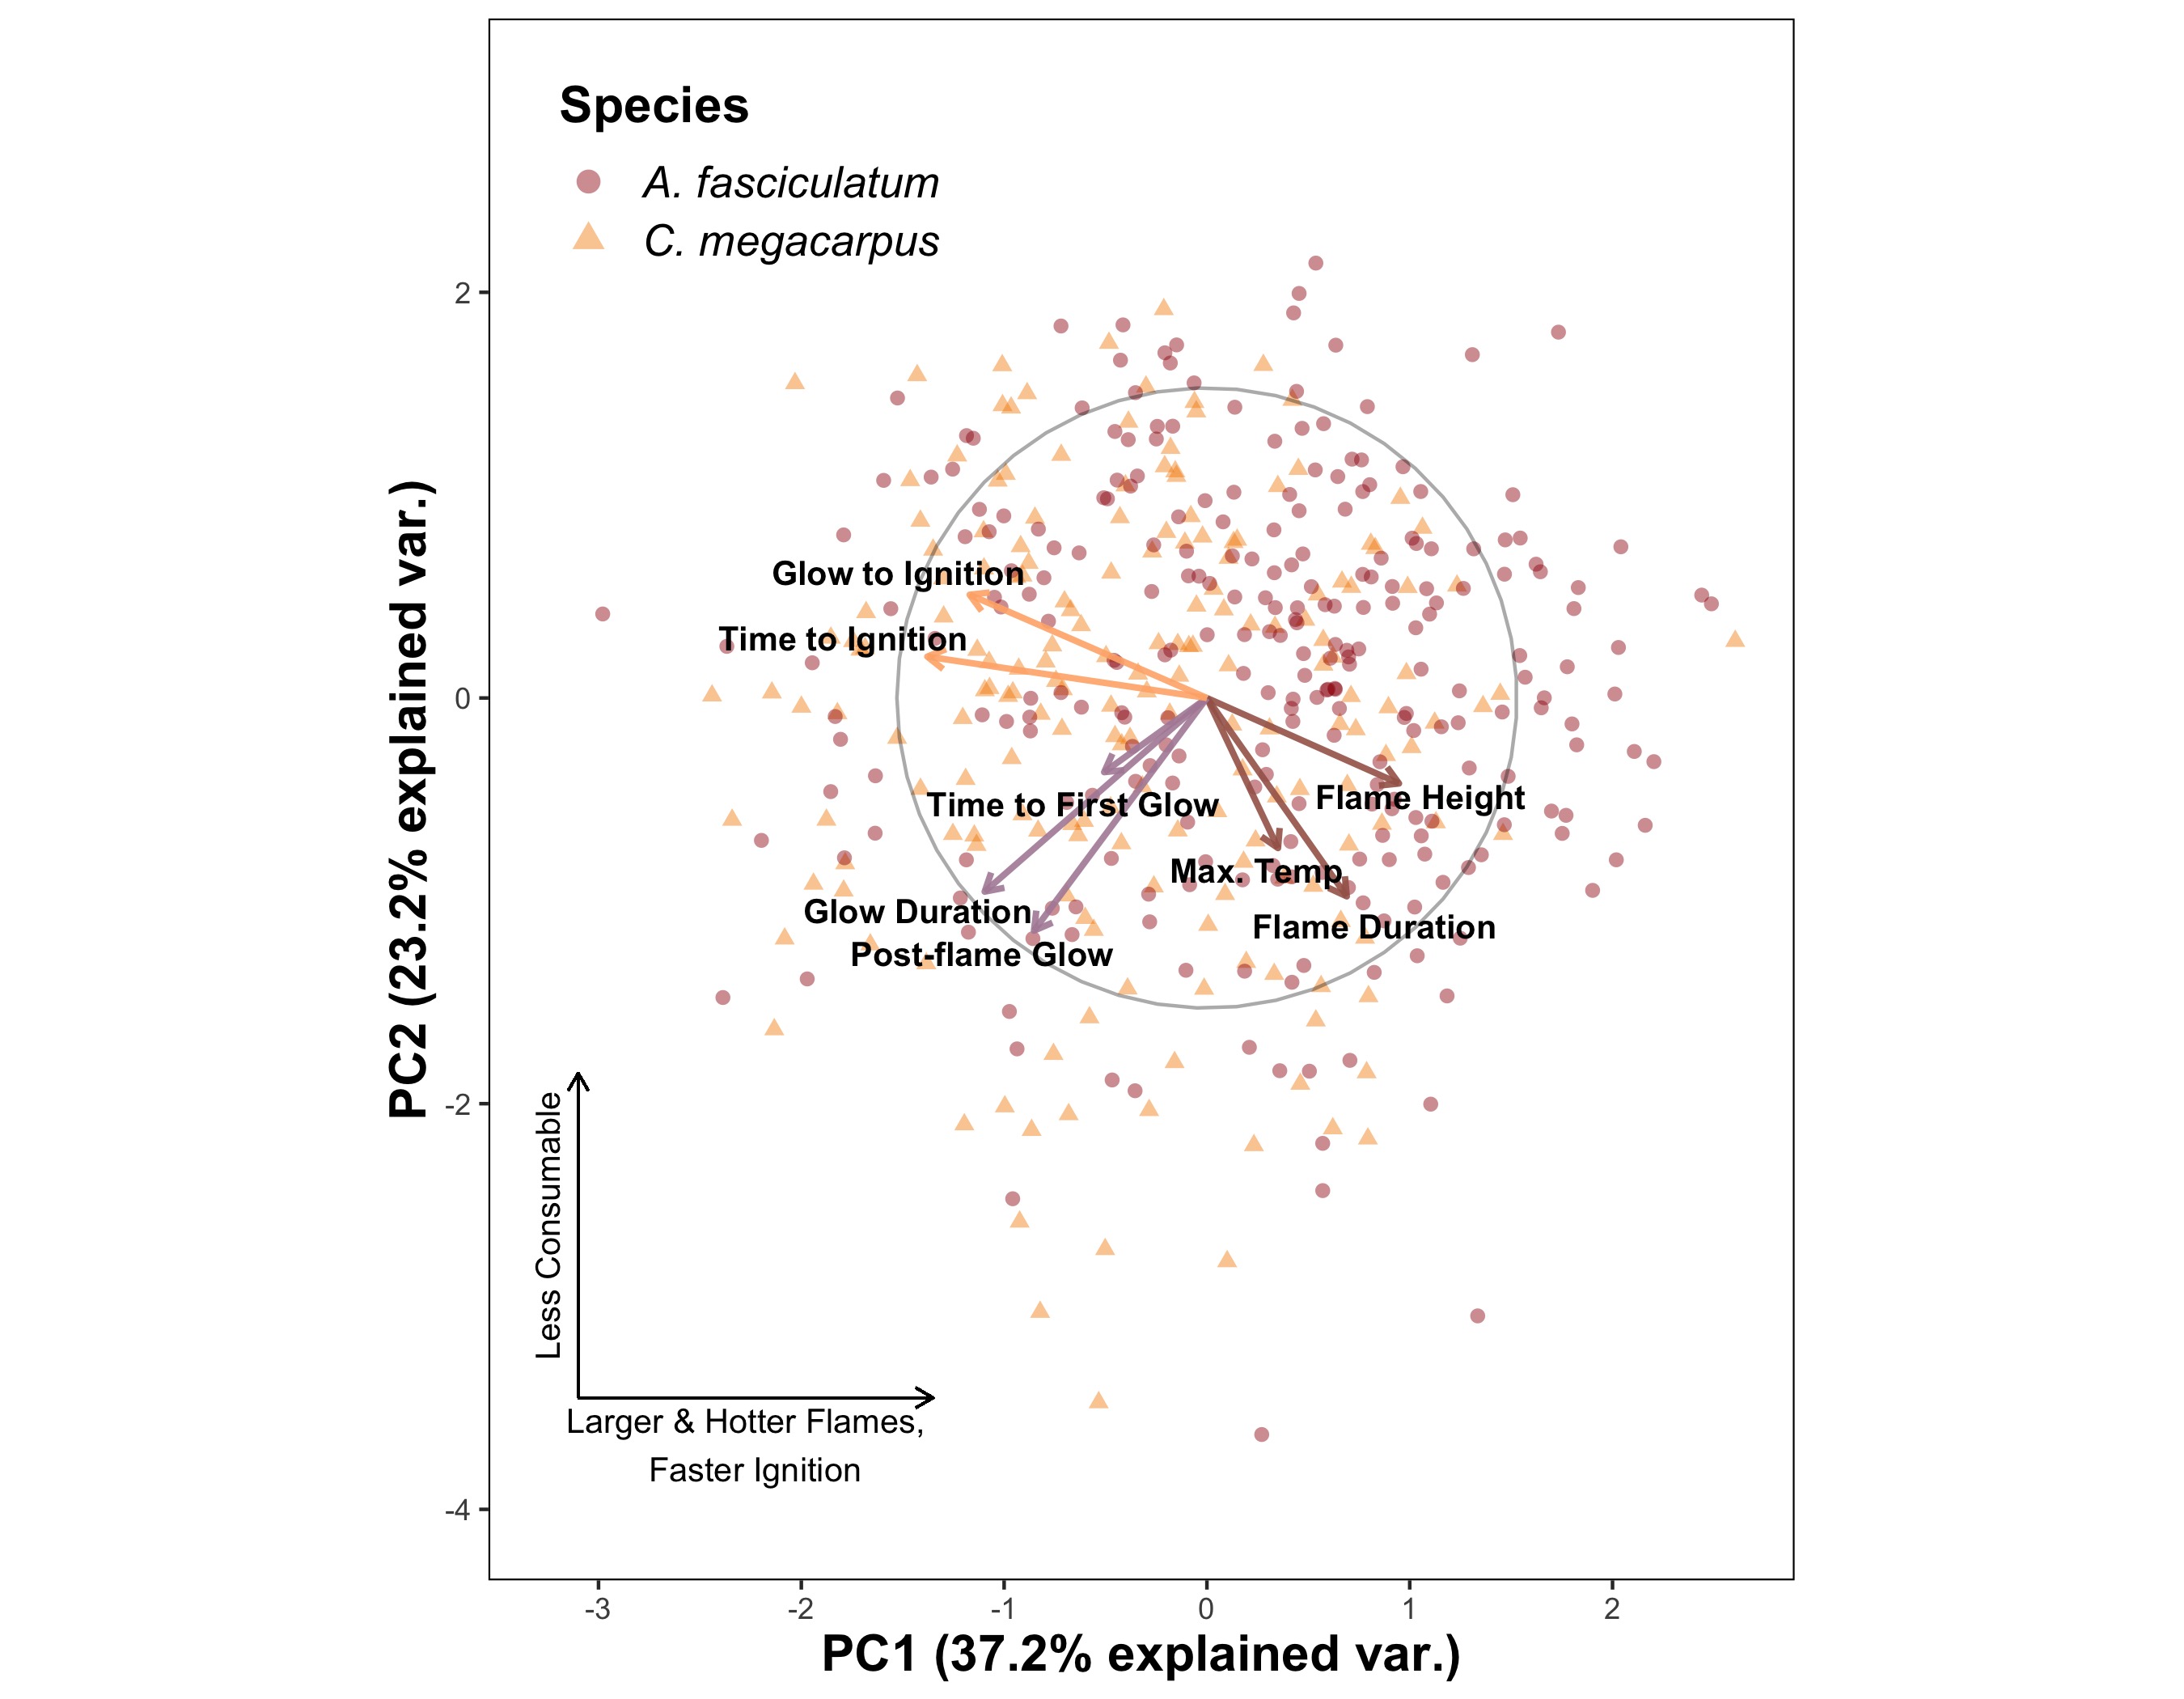 Species
A. fasciculatum
C. megacarpus
2
0
-2
-4
PC2 (23.2% explained var.)
Glow to Ignition
Time to Ignition
Time to First Glow
Flame Height
Max. Temp
Glow Duration
Flame Duration
Post-flame Glow
Less Consumable
Larger & Hotter Flames,
Faster Ignition
-3
-2
-1
0
1
2
PC1 (37.2% explained var.)